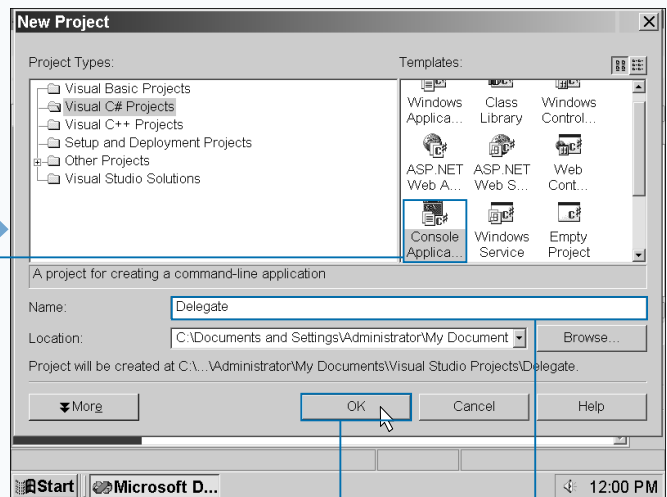 New Project
Project Types:
Visual Basic Projects
Visual C# Projects
Visual C++ Projects
Setup and Deployment Projects
Other Projects
Visual Studio Solutions
Templates:
Windows Applica...
Class Library
Windows Control...
ASP.NET Web A...
ASP.NET Web S...
Web Cont...
Console Applica...
Windows Service
Empty Project
A project for creating a command-line application
Name:
Delegate
Location:
C:\Documents and Settings\Administrator\My Document
Browse...
Project will be created at C:\...\Administrator\My Documents\Visual Studio Projects\Delegate.
More
OK
Cancel
Help
Start
Microsoft D...
12:00 PM